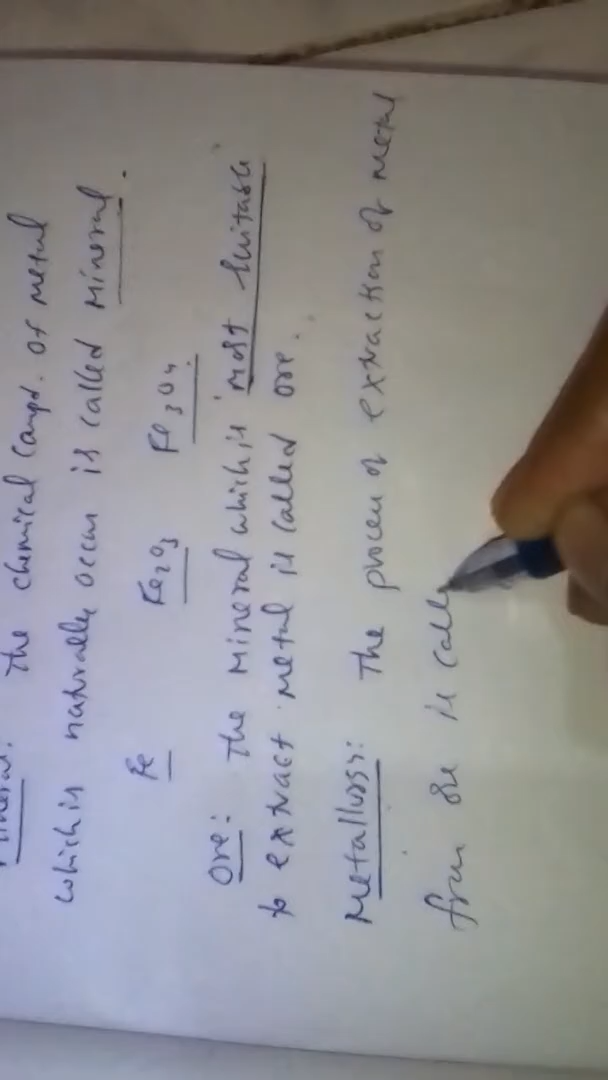 Mineral: The chemical compd. of metal
which is naturally occur is called Mineral.
Fe Fe2O3 Fe3O4
Ore: The Mineral which is "most suitable"
to extract metal is called ore.
Metallurgy: The process of extraction of metal
from ore is calle